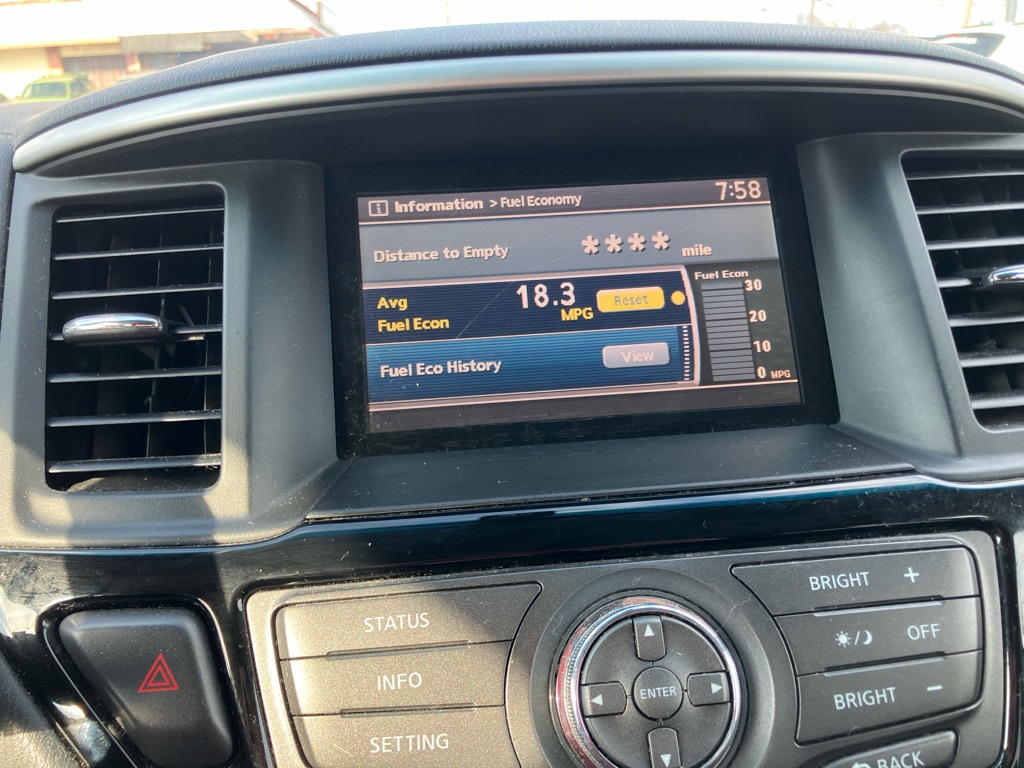 i Information > Fuel Economy 7:58
Distance to Empty **** mile
Avg 18.3 Reset
Fuel Econ MPG
Fuel Eco History View
Fuel Econ
30
20
10
0 MPG
STATUS
INFO
SETTING
ENTER
BRIGHT +
OFF
BRIGHT -
BACK